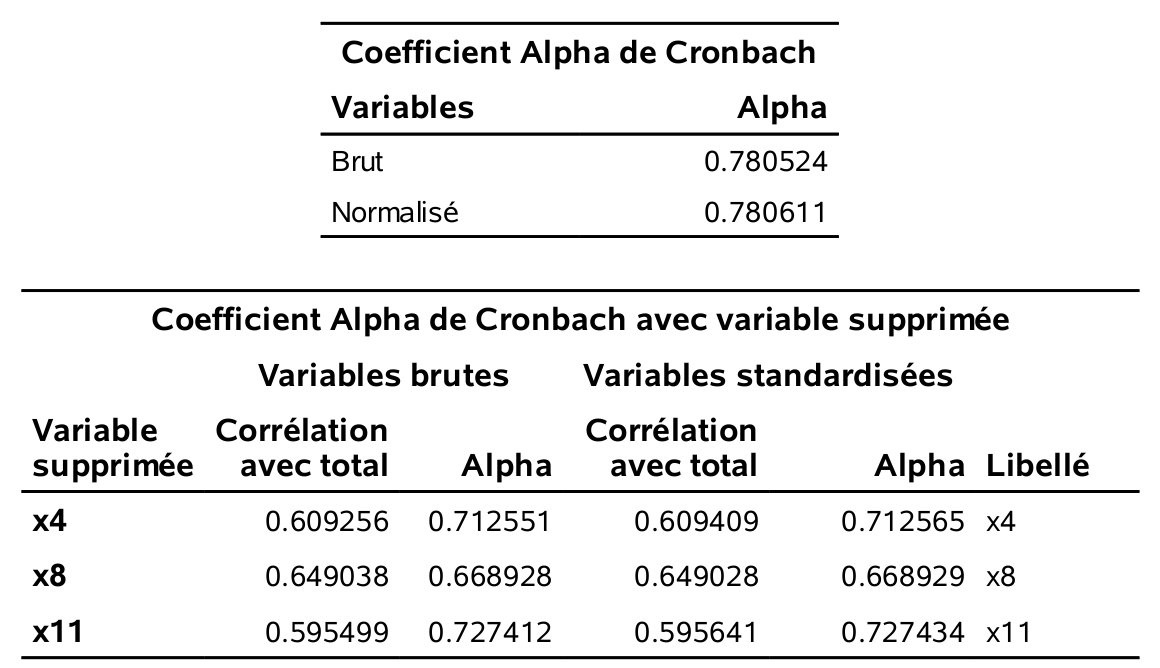 Coefficient Alpha de Cronbach
Variables Alpha
Brut 0.780524
Normalisé 0.780611
Coefficient Alpha de Cronbach avec variable supprimée
Variables brutes Variables standardisées
Variable Corrélation Corrélation
supprimée avec total Alpha avec total Alpha Libellé
x4 0.609256 0.712551 0.609409 0.712565 x4
x8 0.649038 0.668928 0.649028 0.668929 x8
x11 0.595499 0.727412 0.595641 0.727434 x11